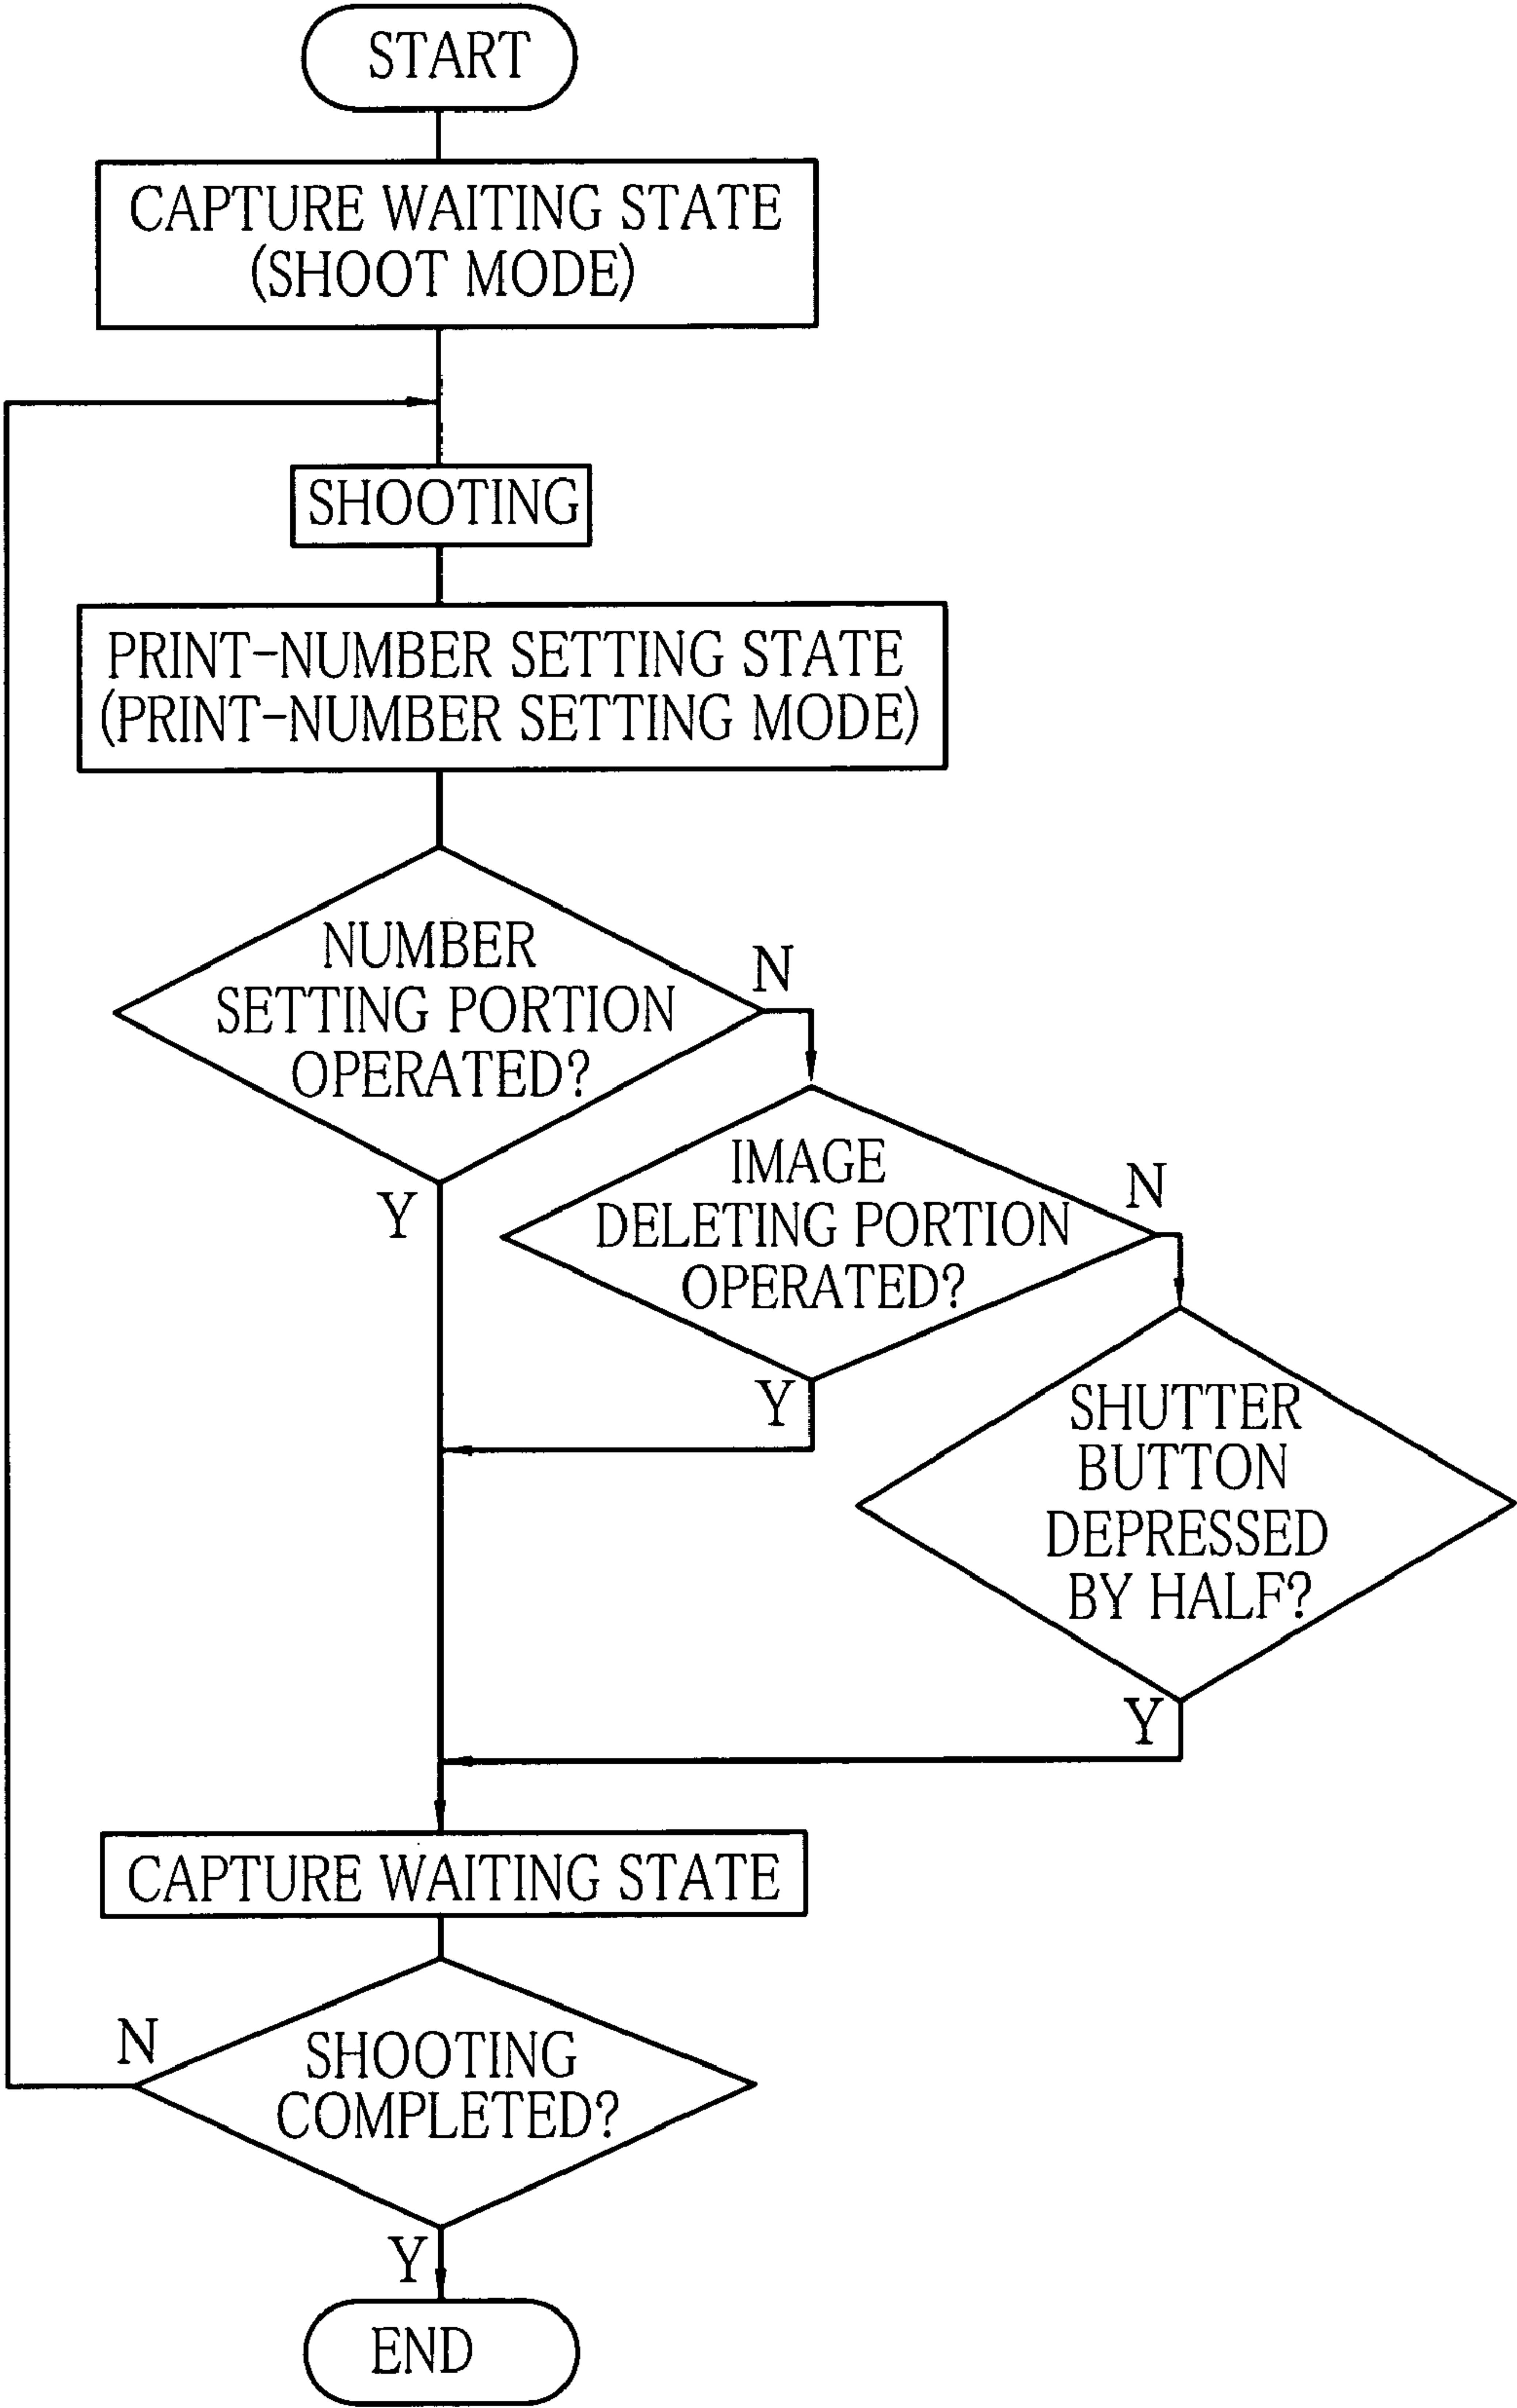 START
CAPTURE WAITING STATE
(SHOOT MODE)
SHOOTING
PRINT-NUMBER SETTING STATE
(PRINT-NUMBER SETTING MODE)
NUMBER
SETTING PORTION
OPERATED?
N
Y
IMAGE
DELETING PORTION
OPERATED?
N
Y
SHUTTER
BUTTON
DEPRESSED
BY HALF?
Y
CAPTURE WAITING STATE
SHOOTING
COMPLETED?
N
Y
END